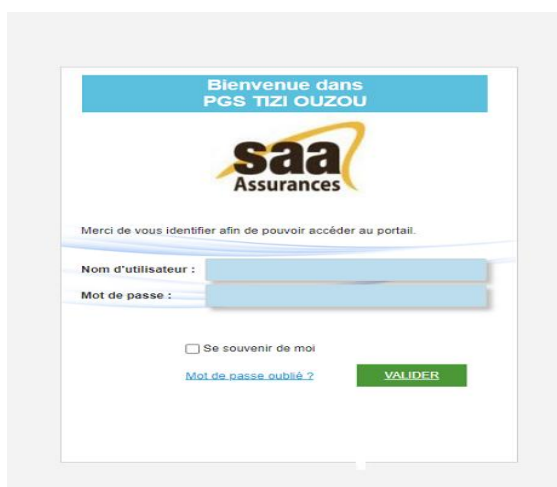 Bienvenue dans
PGS TIZI OUZOU
saa
Assurances
Merci de vous identifier afin de pouvoir accéder au portail.
Nom d'utilisateur :
Mot de passe :
Se souvenir de moi
Mot de passe oublié ? VALIDER